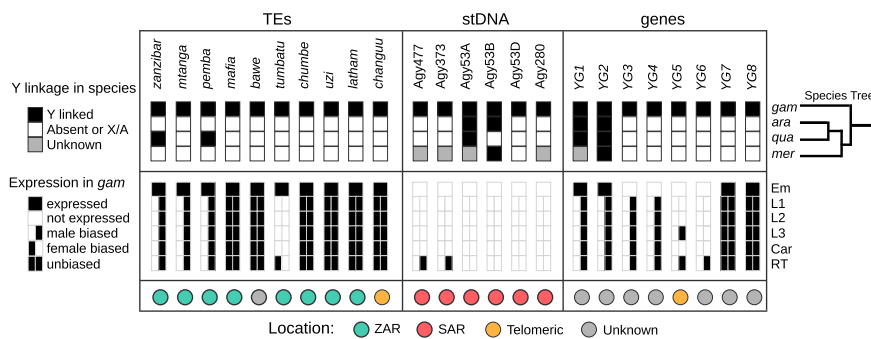 TEs stDNA genes
zanzibar mtanga pemba mafia bawe tumbatu chumbe uzi latham changuu Agy477 Agy373 Agy53A Agy53B Agy53D Agy280 YG1 YG2 YG3 YG4 YG5 YG6 YG7 YG8
Y linkage in species
Species Tree
Y linked
Absent or X/A
Unknown
gam
ara
qua
mer
Expression in gam
expressed
not expressed
male biased
female biased
unbiased
Em
L1
L2
L3
Car
RT
Location: ZAR SAR Telomeric Unknown